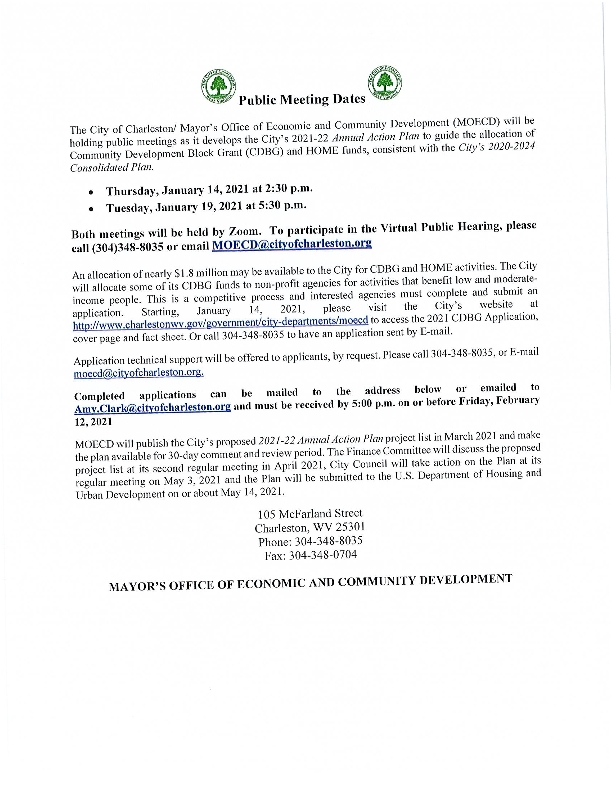 Public Meeting Dates
The City of Charleston/ Mayor's Office of Economic and Community Development (MOECD) will be
holding public meetings as it develops the City's 2021-22 Annual Action Plan to guide the allocation of
Community Development Block Grant (CDBG) and HOME funds, consistent with the City's 2020-2024
Consolidated Plan.
• Thursday, January 14, 2021 at 2:30 p.m.
• Tuesday, January 19, 2021 at 5:30 p.m.
Both meetings will be held by Zoom. To participate in the Virtual Public Hearing, please
call (304)348-8035 or email MOECD@cityofcharleston.org
An allocation of nearly $1.8 million may be available to the City for CDBG and HOME activities. The City
will allocate some of its CDBG funds to non-profit agencies for activities that benefit low and moderate-
income people. This is a competitive process and interested agencies must complete and submit an
application. Starting, January 14, 2021, please visit the City's website at
http://www.charlestonwv.gov/government/city-departments/moecd to access the 2021 CDBG Application,
cover page and fact sheet. Or call 304-348-8035 to have an application sent by E-mail.
Application technical support will be offered to applicants, by request. Please call 304-348-8035, or E-mail
moecd@cityofcharleston.org.
Completed applications can be mailed to the address below or emailed to
Amy.Clark@cityofcharleston.org and must be received by 5:00 p.m. on or before Friday, February
12, 2021
MOECD will publish the City's proposed 2021-22 Annual Action Plan project list in March 2021 and make
the plan available for 30-day comment and review period. The Finance Committee will discuss the proposed
project list at its second regular meeting in April 2021, City Council will take action on the Plan at its
regular meeting on May 3, 2021 and the Plan will be submitted to the U.S. Department of Housing and
Urban Development on or about May 14, 2021.
105 McFarland Street
Charleston, WV 25301
Phone: 304-348-8035
Fax: 304-348-0704
MAYOR'S OFFICE OF ECONOMIC AND COMMUNITY DEVELOPMENT